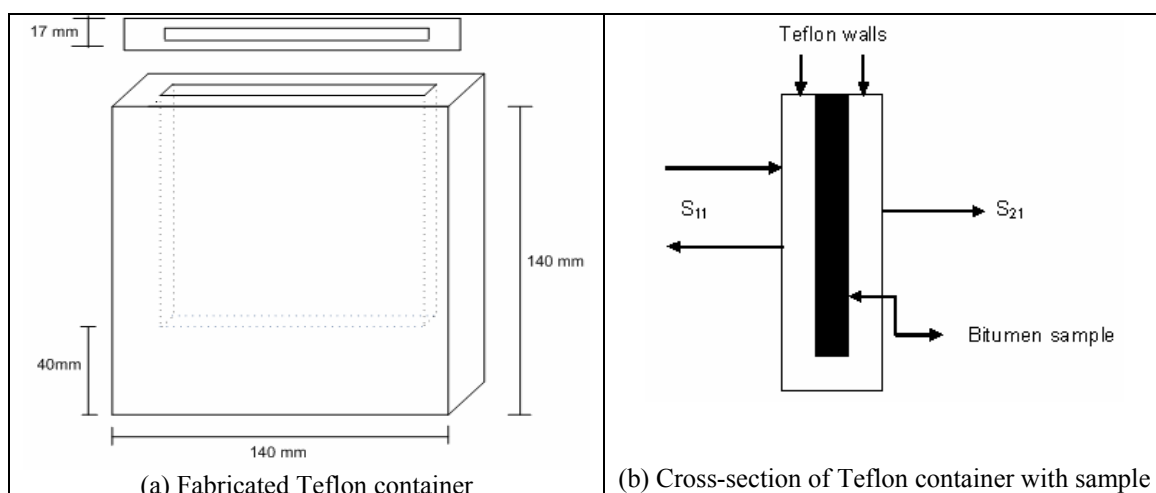 17 mm
140 mm
40mm
140 mm
(a) Fabricated Teflon container
Teflon walls
S11
S21
Bitumen sample
(b) Cross-section of Teflon container with sample